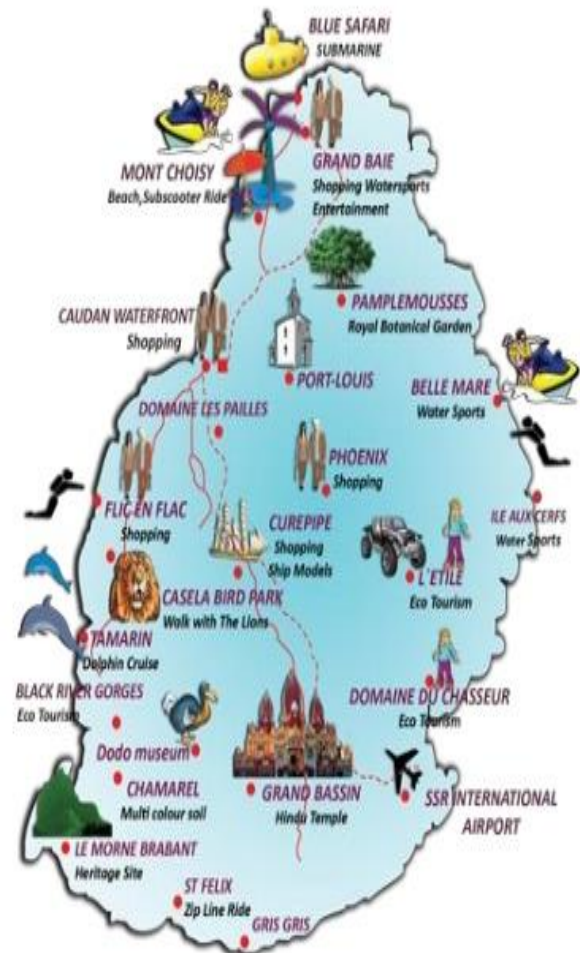 BLUE SAFARI
SUBMARINE
MONT CHOISY
Beach,Subscooter Ride
GRAND BAIE
Shopping Watersports
Entertainment
PAMPLEMOUSSES
Royal Botanical Garden
CAUDAN WATERFRONT
Shopping
PORT-LOUIS
BELLE MARE
Water Sports
DOMAINE LES PAILLES
PHOENIX
Shopping
FLIC EN FLAC
Shopping
CUREPIPE
Shopping
Ship Models
ILE AUX CERFS
Water Sports
L'ETILE
Eco Tourism
CASELA BIRD PARK
Walk with The Lions
TAMARIN
Dolphin Cruise
BLACK RIVER GORGES
Eco Tourism
DOMAINE DU CHASSEUR
Eco Tourism
Dodo museum
CHAMAREL
Multi colour soil
GRAND BASSIN
Hindu Temple
SSR INTERNATIONAL
AIRPORT
LE MORNE BRABANT
Heritage Site
ST FELIX
Zip Line Ride
GRIS GRIS